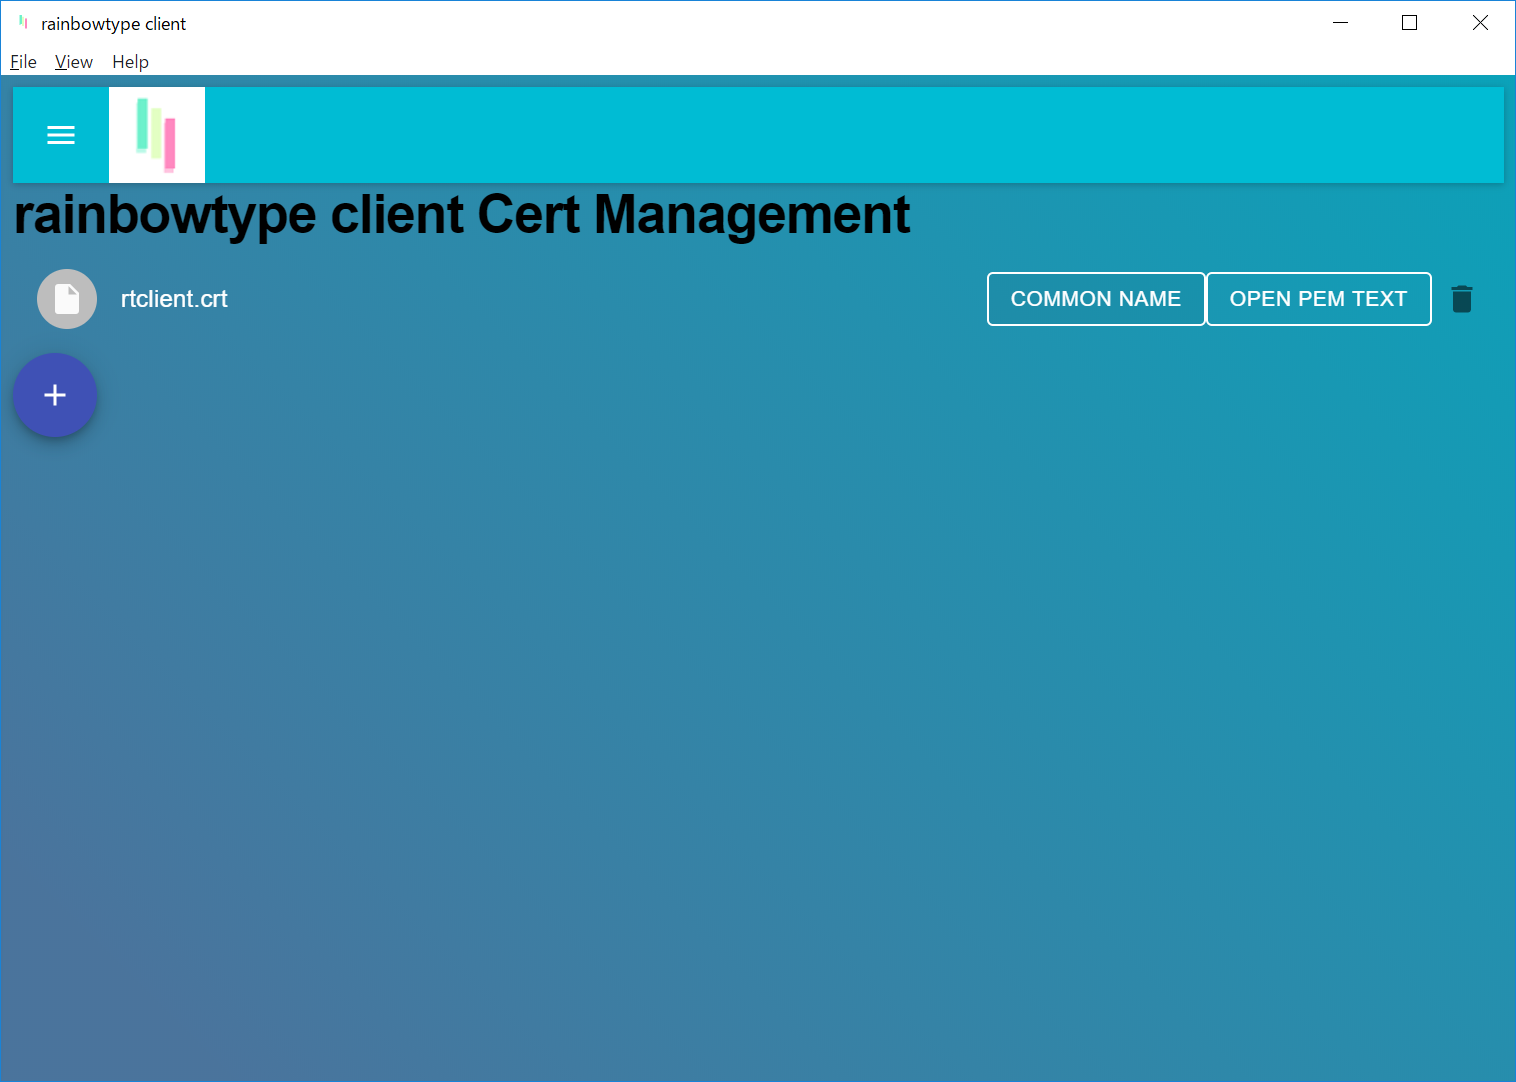 rainbowtype client
File View Help
rainbowtype client Cert Management
rtclient.crt COMMON NAME OPEN PEM TEXT